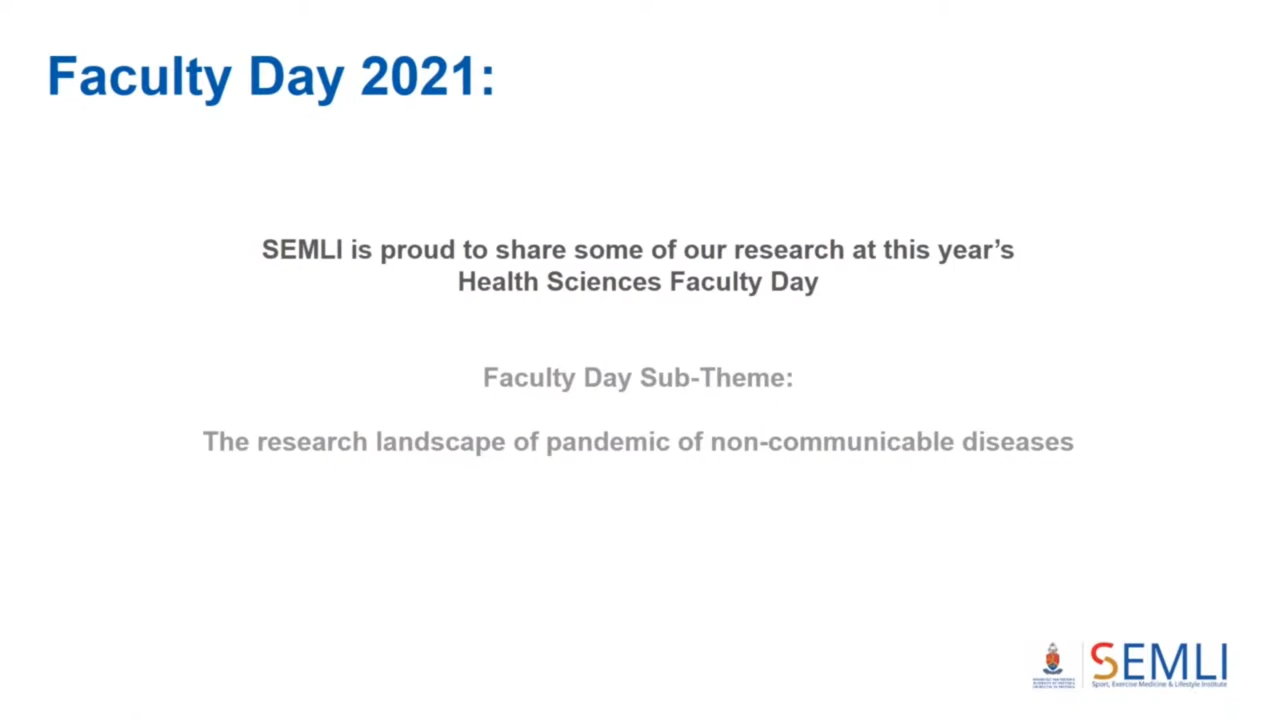 Faculty Day 2021:
SEMLI is proud to share some of our research at this year’s
Health Sciences Faculty Day
Faculty Day Sub-Theme:
The research landscape of pandemic of non-communicable diseases
SEMLI
Sport, Exercise Medicine & Lifestyle Institute